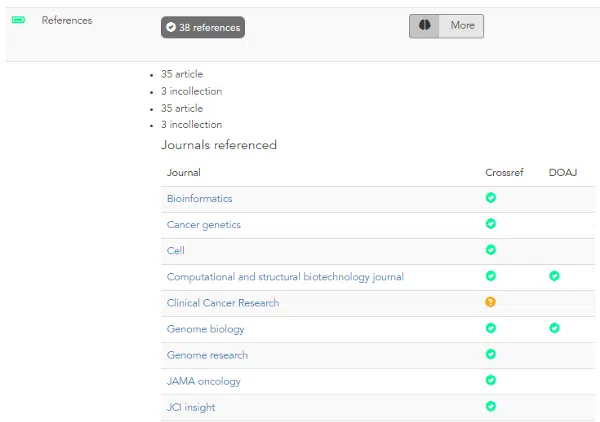 References 38 references More
35 article
3 incollection
35 article
3 incollection
Journals referenced
Journal Crossref DOAJ
Bioinformatics
Cancer genetics
Cell
Computational and structural biotechnology journal
Clinical Cancer Research
Genome biology
Genome research
JAMA oncology
JCI insight